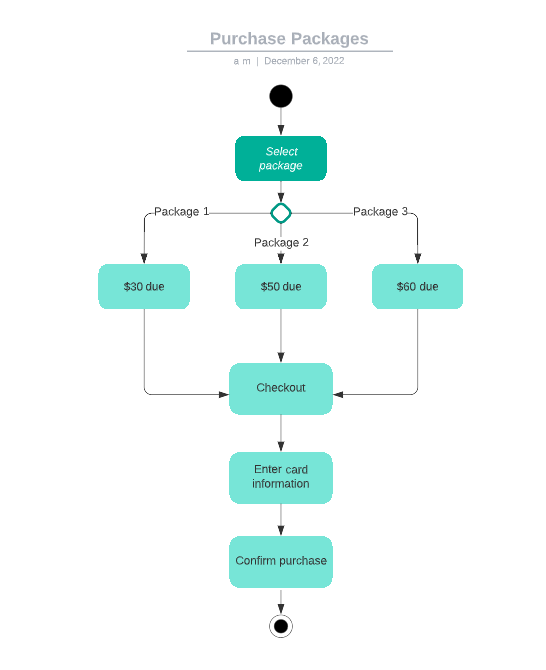 Purchase Packages
a m | December 6, 2022
Select
package
Package 1
Package 3
Package 2
$30 due
$50 due
$60 due
Checkout
Enter card
information
Confirm purchase